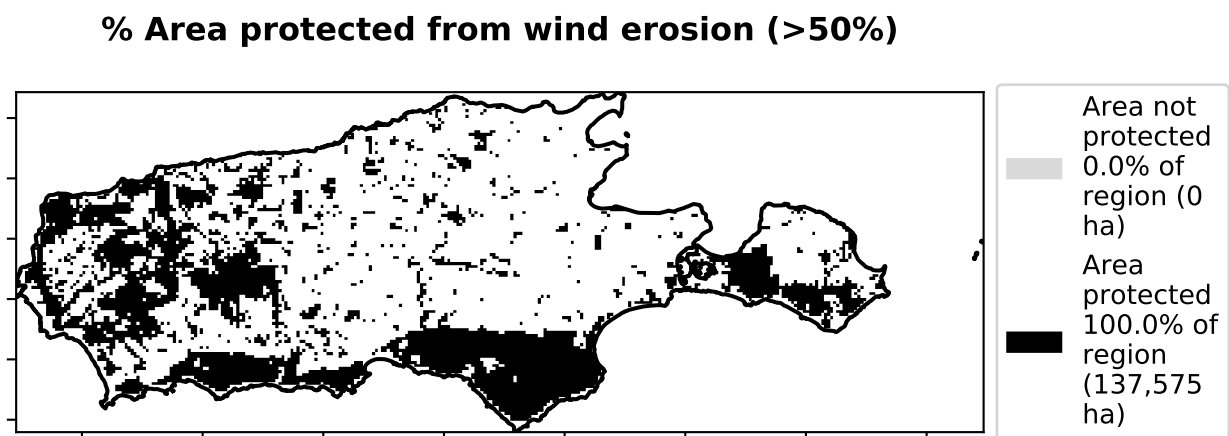 % Area protected from wind erosion (>50%)
Area not
protected
0.0% of
region (0
ha)
Area
protected
100.0% of
region
(137,575
ha)